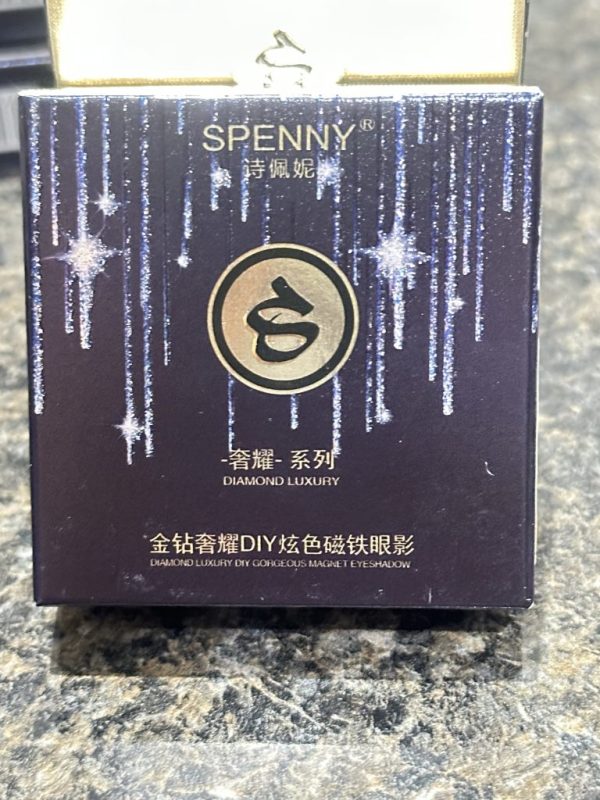 SPENNY®
诗佩妮
-奢耀- 系列
DIAMOND LUXURY
金钻奢耀DIY炫色磁铁眼影
DIAMOND LUXURY DIY GORGEOUS MAGNET EYESHADOW